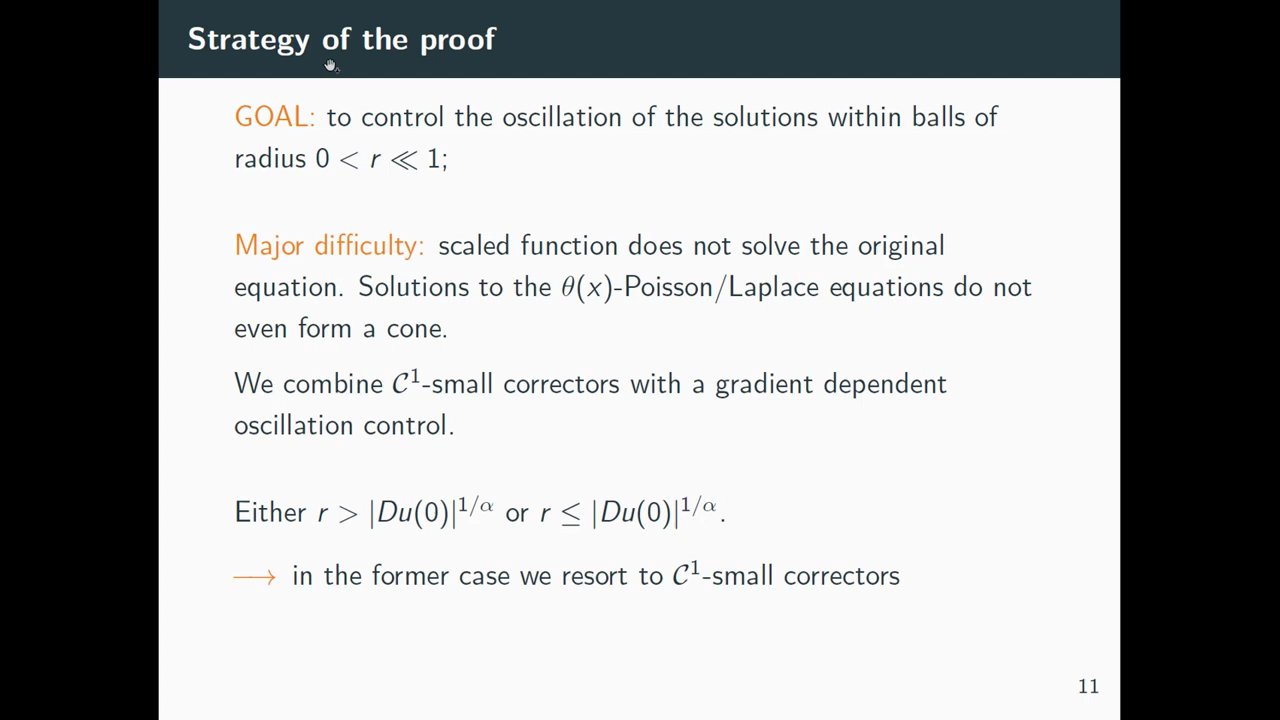 Strategy of the proof
GOAL: to control the oscillation of the solutions within balls of
radius 0 < r ≪ 1;
Major difficulty: scaled function does not solve the original
equation. Solutions to the θ(x)-Poisson/Laplace equations do not
even form a cone.
We combine 𝒞¹-small correctors with a gradient dependent
oscillation control.
Either r > |Du(0)|^{1/α} or r ≤ |Du(0)|^{1/α}.
⟶ in the former case we resort to 𝒞¹-small correctors
11